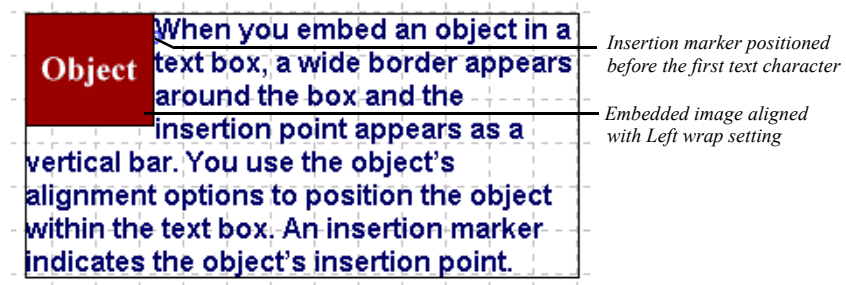 Object
When you embed an object in a
text box, a wide border appears
around the box and the
insertion point appears as a
vertical bar. You use the object's
alignment options to position the object
within the text box. An insertion marker
indicates the object's insertion point.
Insertion marker positioned
before the first text character
Embedded image aligned
with Left wrap setting